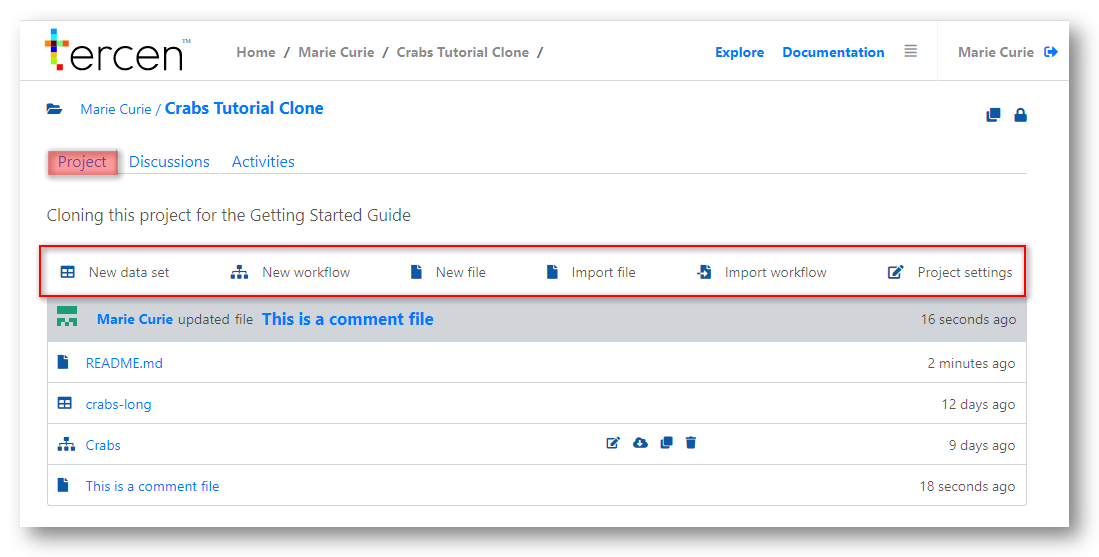 tercen™
Home / Marie Curie / Crabs Tutorial Clone /
Explore Documentation
Marie Curie
Marie Curie / Crabs Tutorial Clone
Project Discussions Activities
Cloning this project for the Getting Started Guide
New data set New workflow New file Import file Import workflow Project settings
Marie Curie updated file This is a comment file 16 seconds ago
README.md 2 minutes ago
crabs-long 12 days ago
Crabs 9 days ago
This is a comment file 18 seconds ago